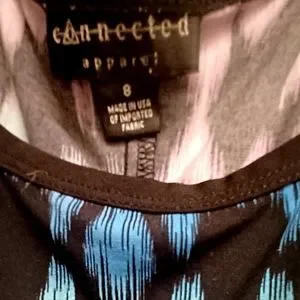 connected
apparel
8
MADE IN USA
OF IMPORTED
FABRIC